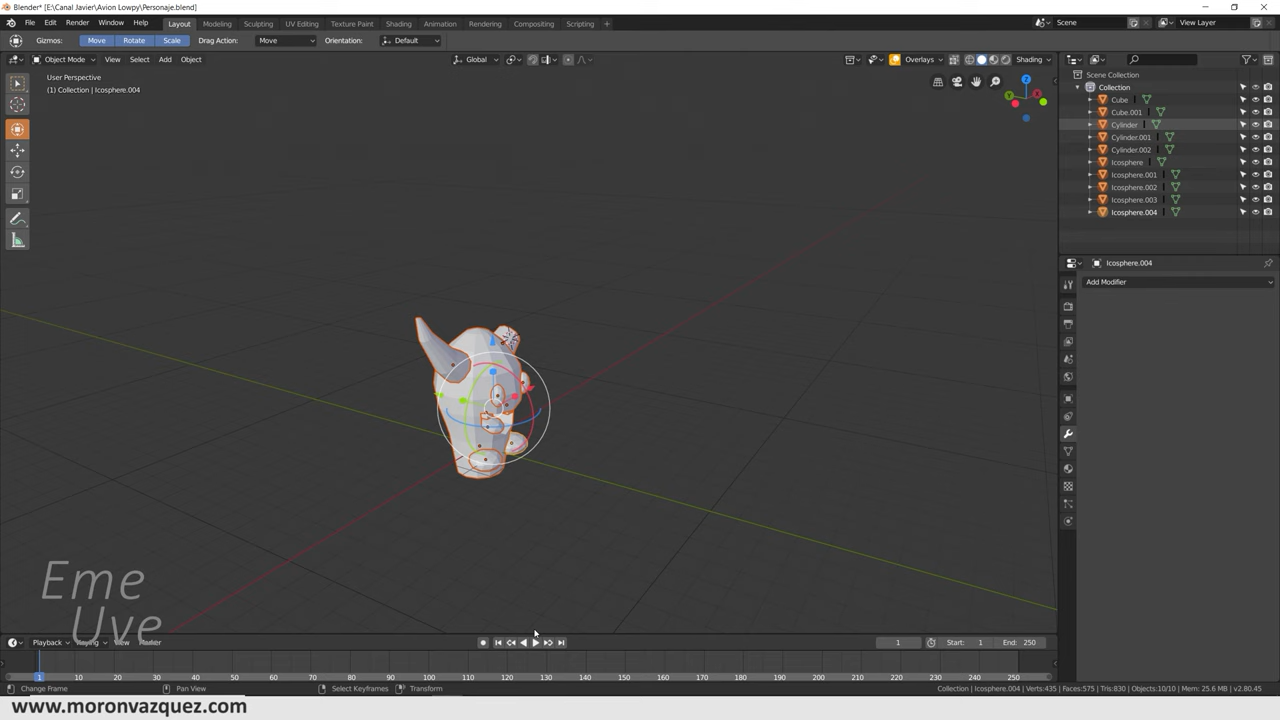 Blender* [E:\Canal Javier\Avion Lowpy\Personaje.blend]
File Edit Render Window Help Layout Modeling Sculpting UV Editing Texture Paint Shading Animation Rendering Compositing Scripting + Scene View Layer
Gizmos: Move Rotate Scale Drag Action: Move Orientation: Default
Object Mode View Select Add Object Global Overlays Shading
User Perspective
(1) Collection | Icosphere.004
Z
Y
X
Scene Collection
Collection
Cube
Cube.001
Cylinder
Cylinder.001
Cylinder.002
Icosphere
Icosphere.001
Icosphere.002
Icosphere.003
Icosphere.004
Icosphere.004
Add Modifier
Eme
Uve
Playback Keying View Marker 1 Start: 1 End: 250
1 10 20 30 40 50 60 70 80 90 100 110 120 130 140 150 160 170 180 190 200 210 220 230 240 250
Change Frame Pan View Select Keyframes Transform Collection | Icosphere.004 | Verts:435 | Faces:575 | Tris:830 | Objects:10/10 | Mem: 25.6 MB | v2.80.45
www.moronvazquez.com